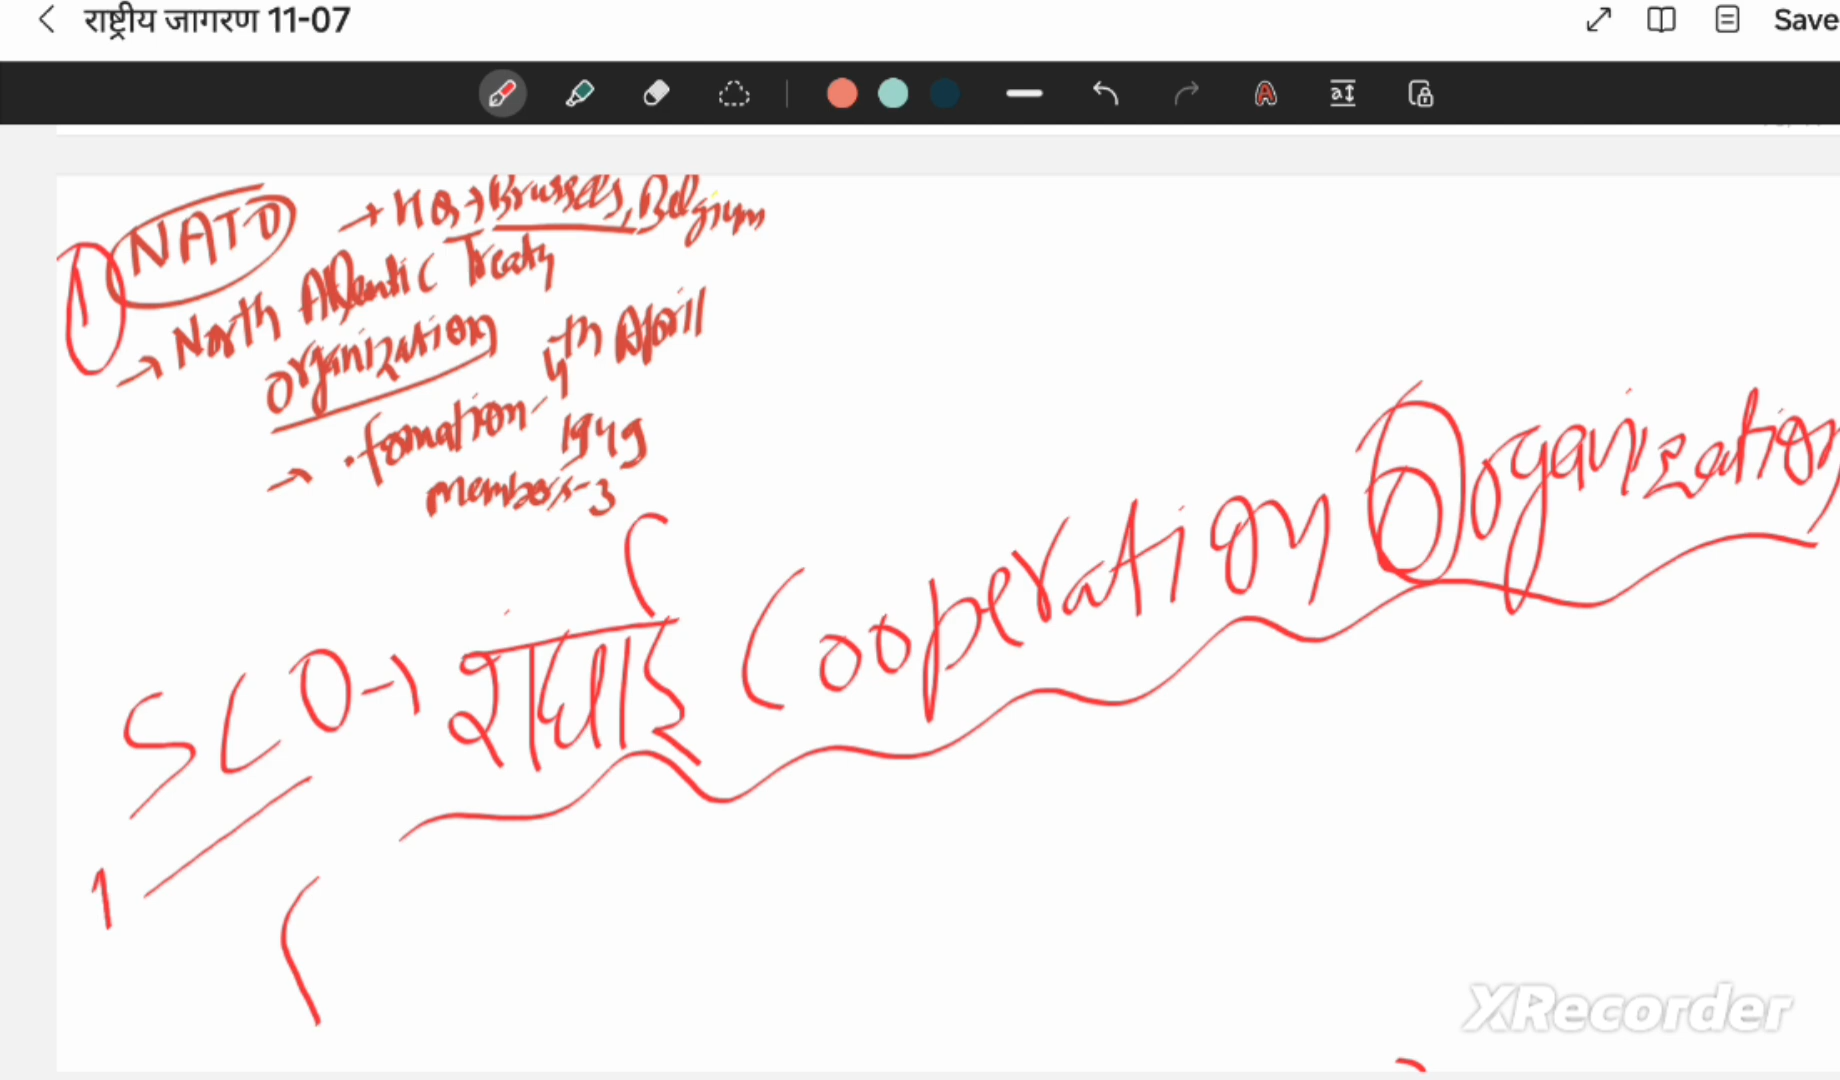 राष्ट्रीय जागरण 11-07
Save
① NATO → HQ → Brussels, Belgium
→ North Atlantic Treaty
organization
→ • formation - 4th April
1949
members - 3
SCO → शंघाई Cooperation Organization
1
XRecorder